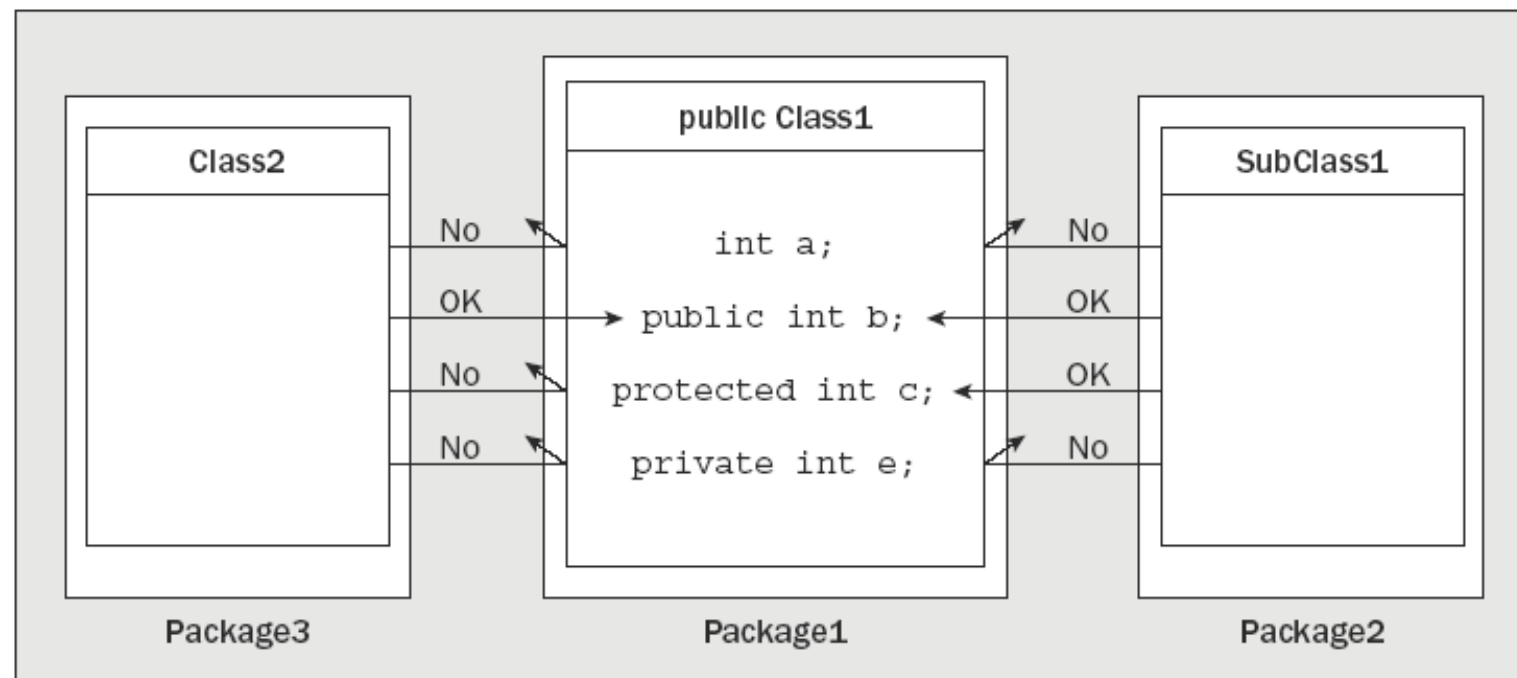 Class2
No
OK
No
No
Package3
public Class1
int a;
public int b;
protected int c;
private int e;
Package1
SubClass1
No
OK
OK
No
Package2